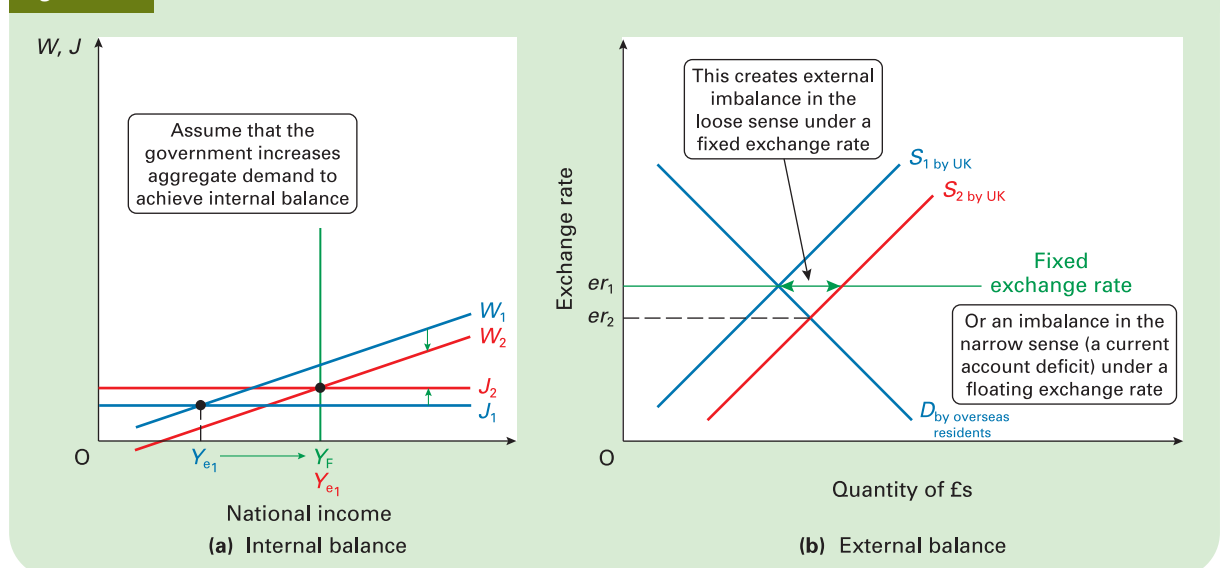 W, J
Assume that the
government increases
aggregate demand to
achieve internal balance
W₁
W₂
J₂
J₁
O
Yₑ₁
Y_F
Yₑ₁
National income
(a) Internal balance
Exchange rate
This creates external
imbalance in the
loose sense under a
fixed exchange rate
S₁ by UK
S₂ by UK
er₁
er₂
Fixed
exchange rate
Or an imbalance in the
narrow sense (a current
account deficit) under a
floating exchange rate
D by overseas
residents
O
Quantity of £s
(b) External balance